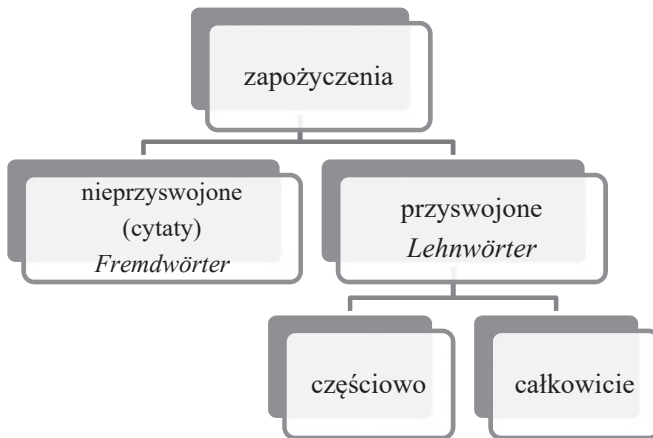 zapożyczenia
nieprzyswojone
(cytaty)
Fremdwörter
przyswojone
Lehnwörter
częściowo
całkowicie